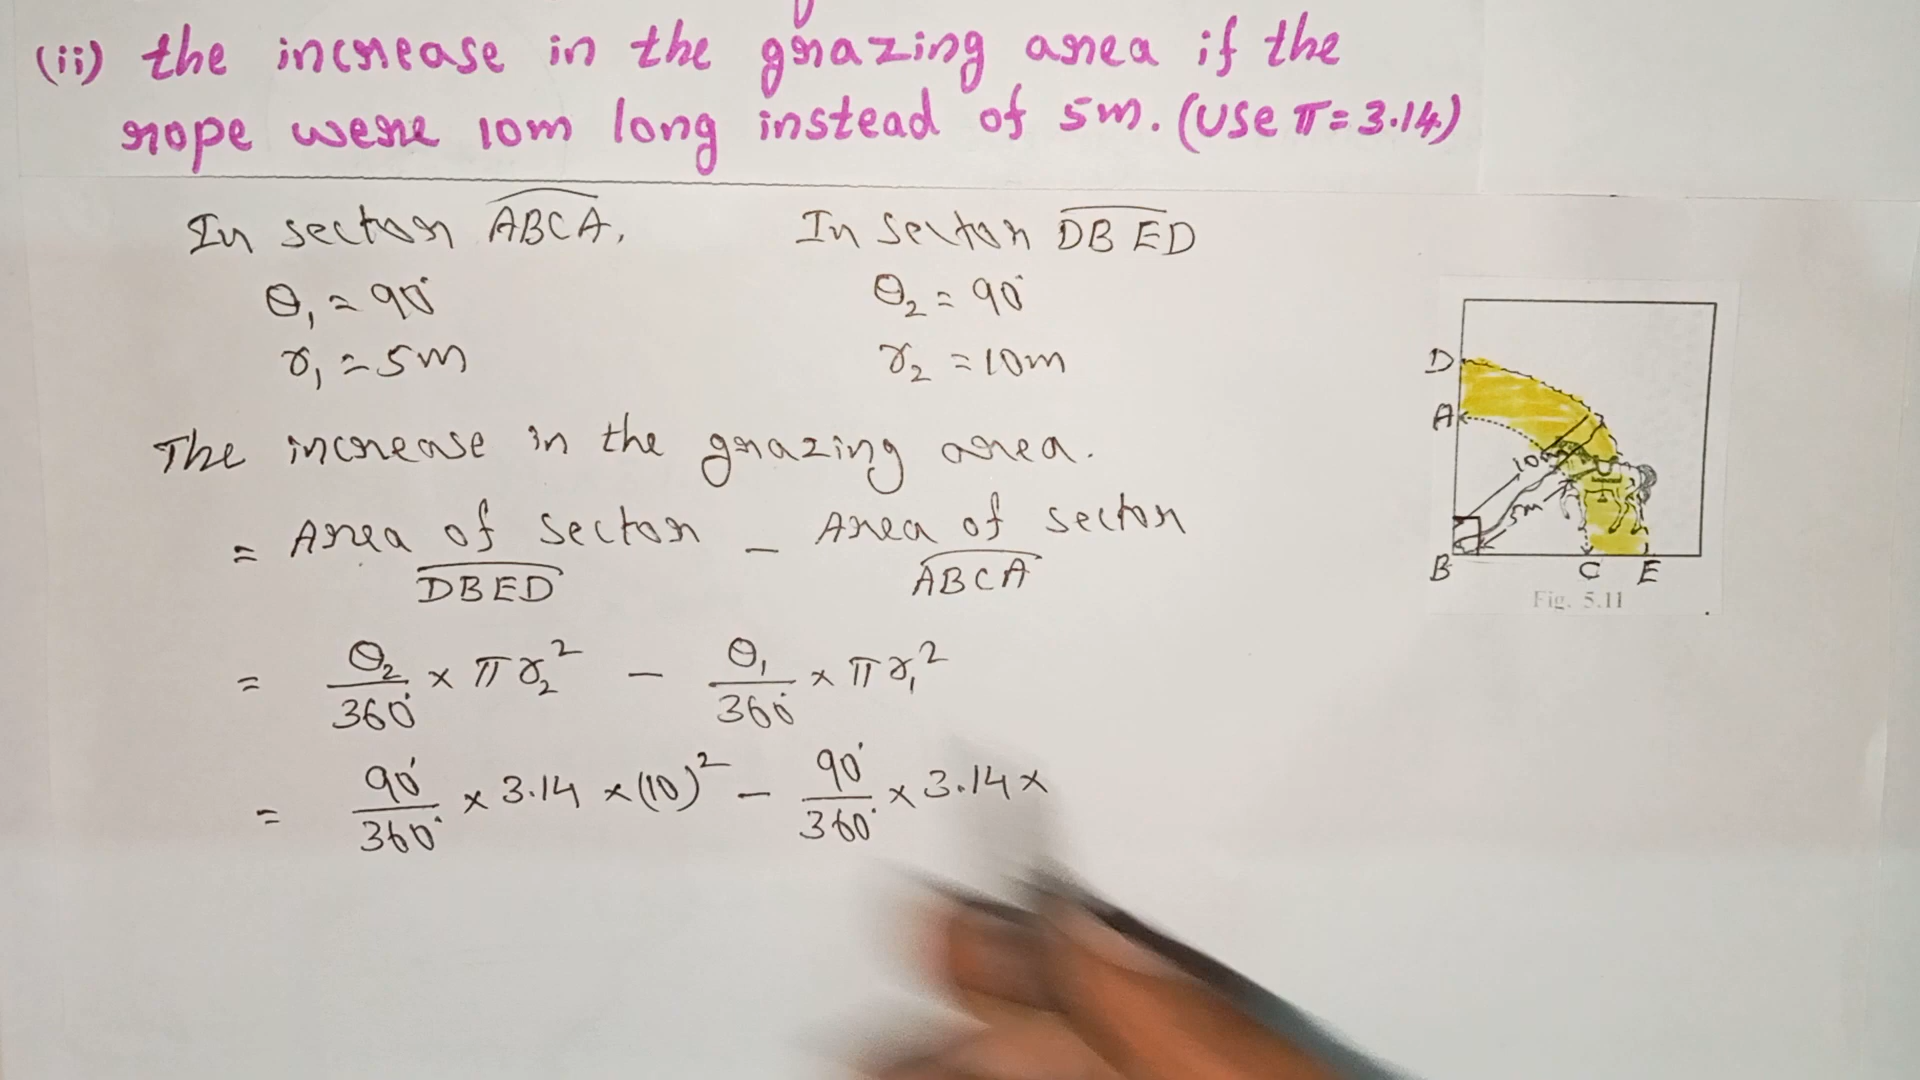 (ii) the increase in the grazing area if the
rope were 10m long instead of 5m. (Use π = 3.14)
In sector ABCA, In sector DBED
θ₁ = 90° θ₂ = 90°
r₁ = 5m r₂ = 10m
The increase in the grazing area.
= Area of sector DBED - Area of sector ABCA
= θ₂/360° × πr₂² - θ₁/360° × πr₁²
= 90°/360° × 3.14 × (10)² - 90°/360° × 3.14 ×
D
A
10m
5m
B C E
Fig. 5.11